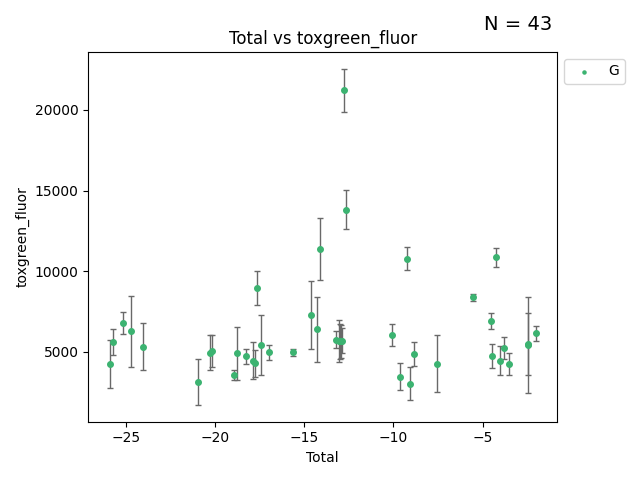 N = 43
Total vs toxgreen_fluor
G
toxgreen_fluor
20000
15000
10000
5000
−25
−20
−15
−10
−5
Total